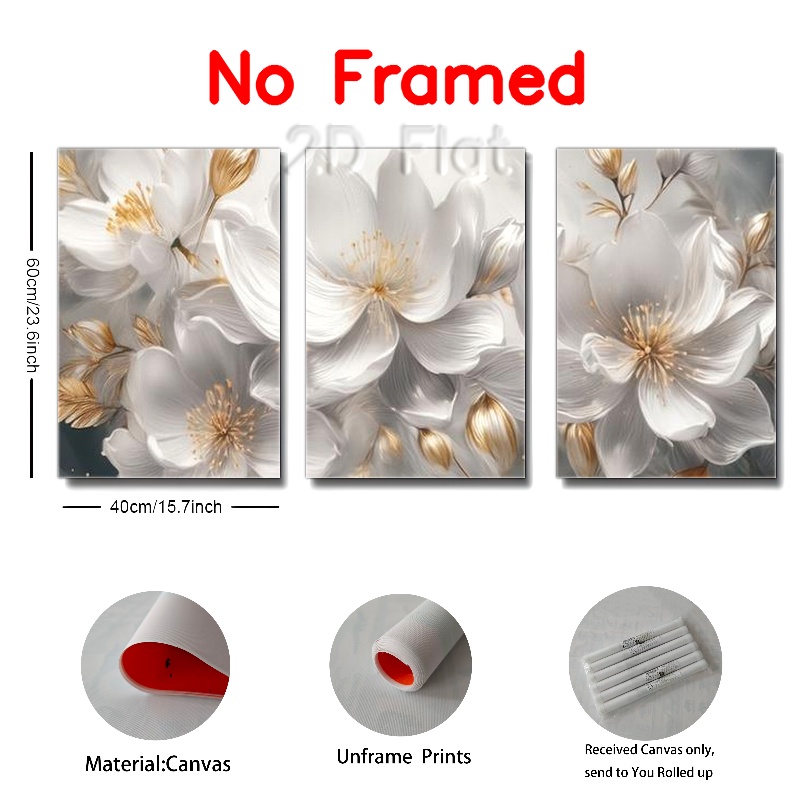 No Framed
2D Flat
60cm/23.6inch
40cm/15.7inch
Material:Canvas
Unframe Prints
Received Canvas only,
send to You Rolled up